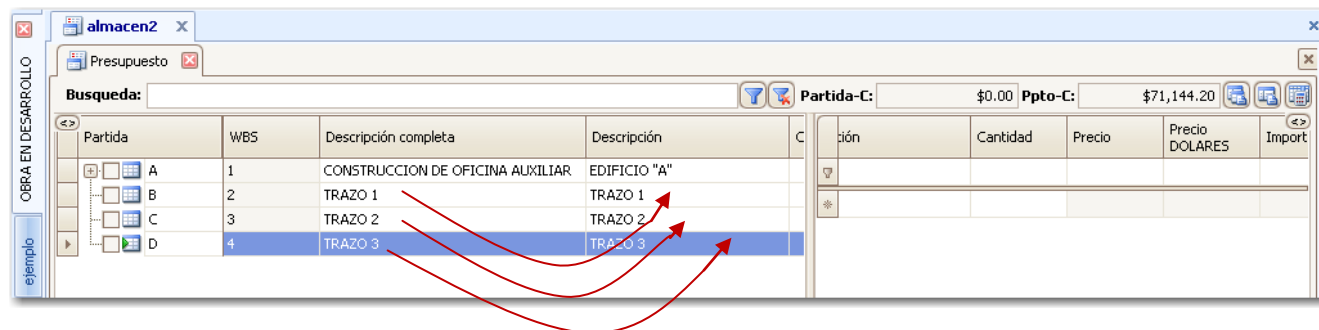 almacen2
OBRA EN DESARROLLO
ejemplo
Presupuesto
Busqueda:
Partida-C: $0.00 Ppto-C: $71,144.20
Partida WBS Descripción completa Descripción C ción Cantidad Precio Precio DOLARES Import
A 1 CONSTRUCCION DE OFICINA AUXILIAR EDIFICIO "A"
B 2 TRAZO 1 TRAZO 1
C 3 TRAZO 2 TRAZO 2
D 4 TRAZO 3 TRAZO 3